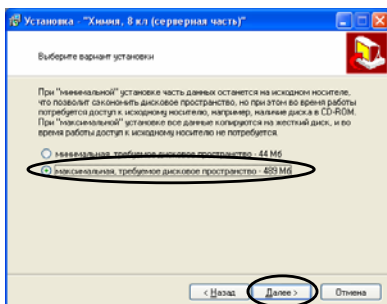 Установка - "Химия, 8 кл (серверная часть)"
Выберите вариант установки
При "минимальной" установке часть данных останется на исходном носителе,
что позволит сэкономить дисковое пространство, но при этом во время работы
потребуется доступ к исходному носителю, например, наличие диска в CD-ROM.
При "максимальной" установке все данные копируются на жесткий диск, и во
время работы доступ к исходному носителю не потребуется.
минимальная, требуемое дисковое пространство - 44 Мб
максимальная, требуемое дисковое пространство - 489 Мб
< Назад
Далее >
Отмена